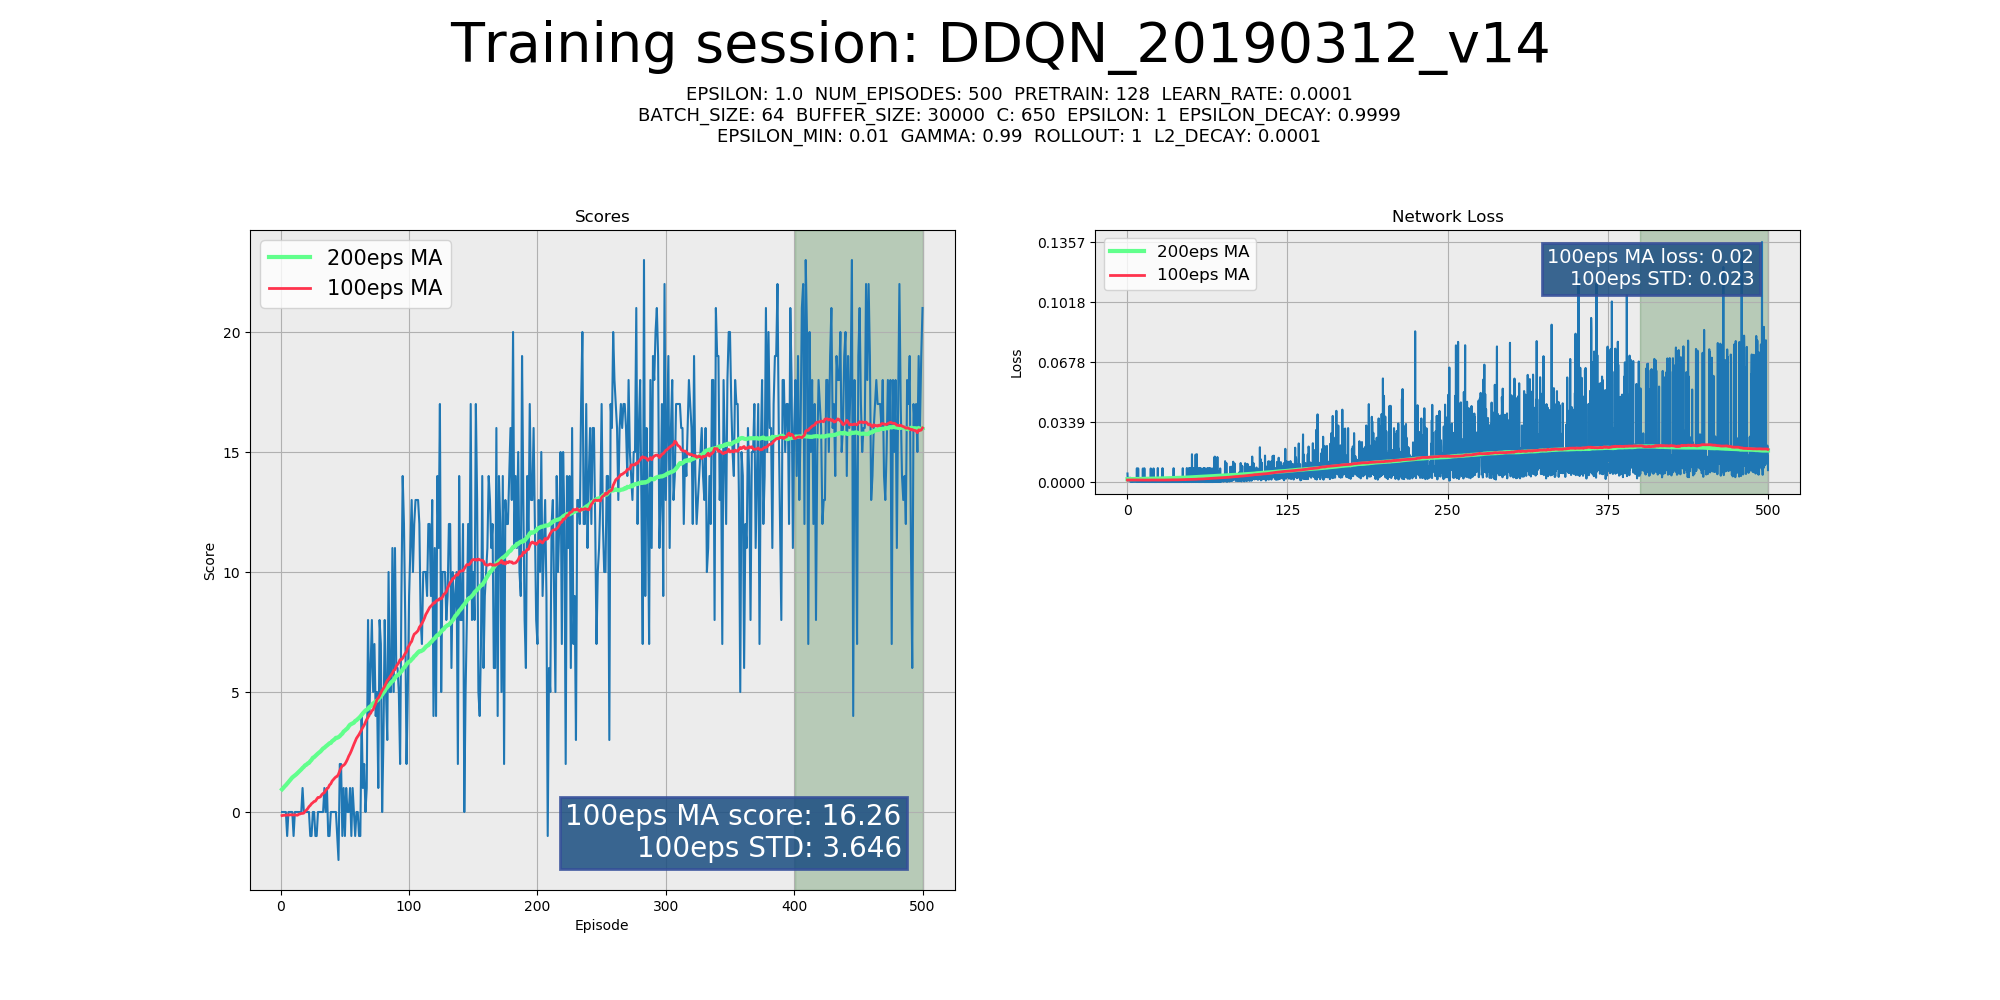 Training session: DDQN_20190312_v14
EPSILON: 1.0  NUM_EPISODES: 500  PRETRAIN: 128  LEARN_RATE: 0.0001
BATCH_SIZE: 64  BUFFER_SIZE: 30000  C: 650  EPSILON: 1  EPSILON_DECAY: 0.9999
EPSILON_MIN: 0.01  GAMMA: 0.99  ROLLOUT: 1  L2_DECAY: 0.0001
Scores
200eps MA
100eps MA
20
15
10
5
0
Score
100eps MA score: 16.26
100eps STD: 3.646
0 100 200 300 400 500
Episode
Network Loss
200eps MA
100eps MA
100eps MA loss: 0.02
100eps STD: 0.023
0.1357
0.1018
0.0678
0.0339
0.0000
Loss
0 125 250 375 500